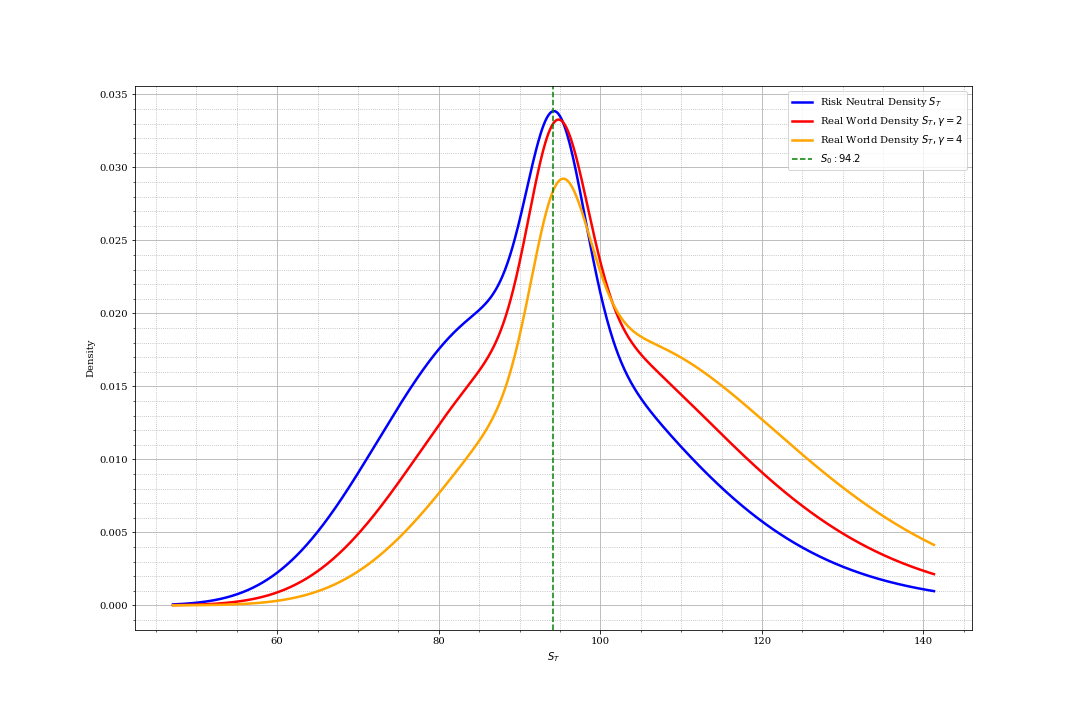 0.035
0.030
0.025
0.020
0.015
0.010
0.005
0.000
Density
60
80
100
120
140
$S_T$
Risk Neutral Density $S_T$
Real World Density $S_T, \gamma = 2$
Real World Density $S_T, \gamma = 4$
$S_0 : 94.2$